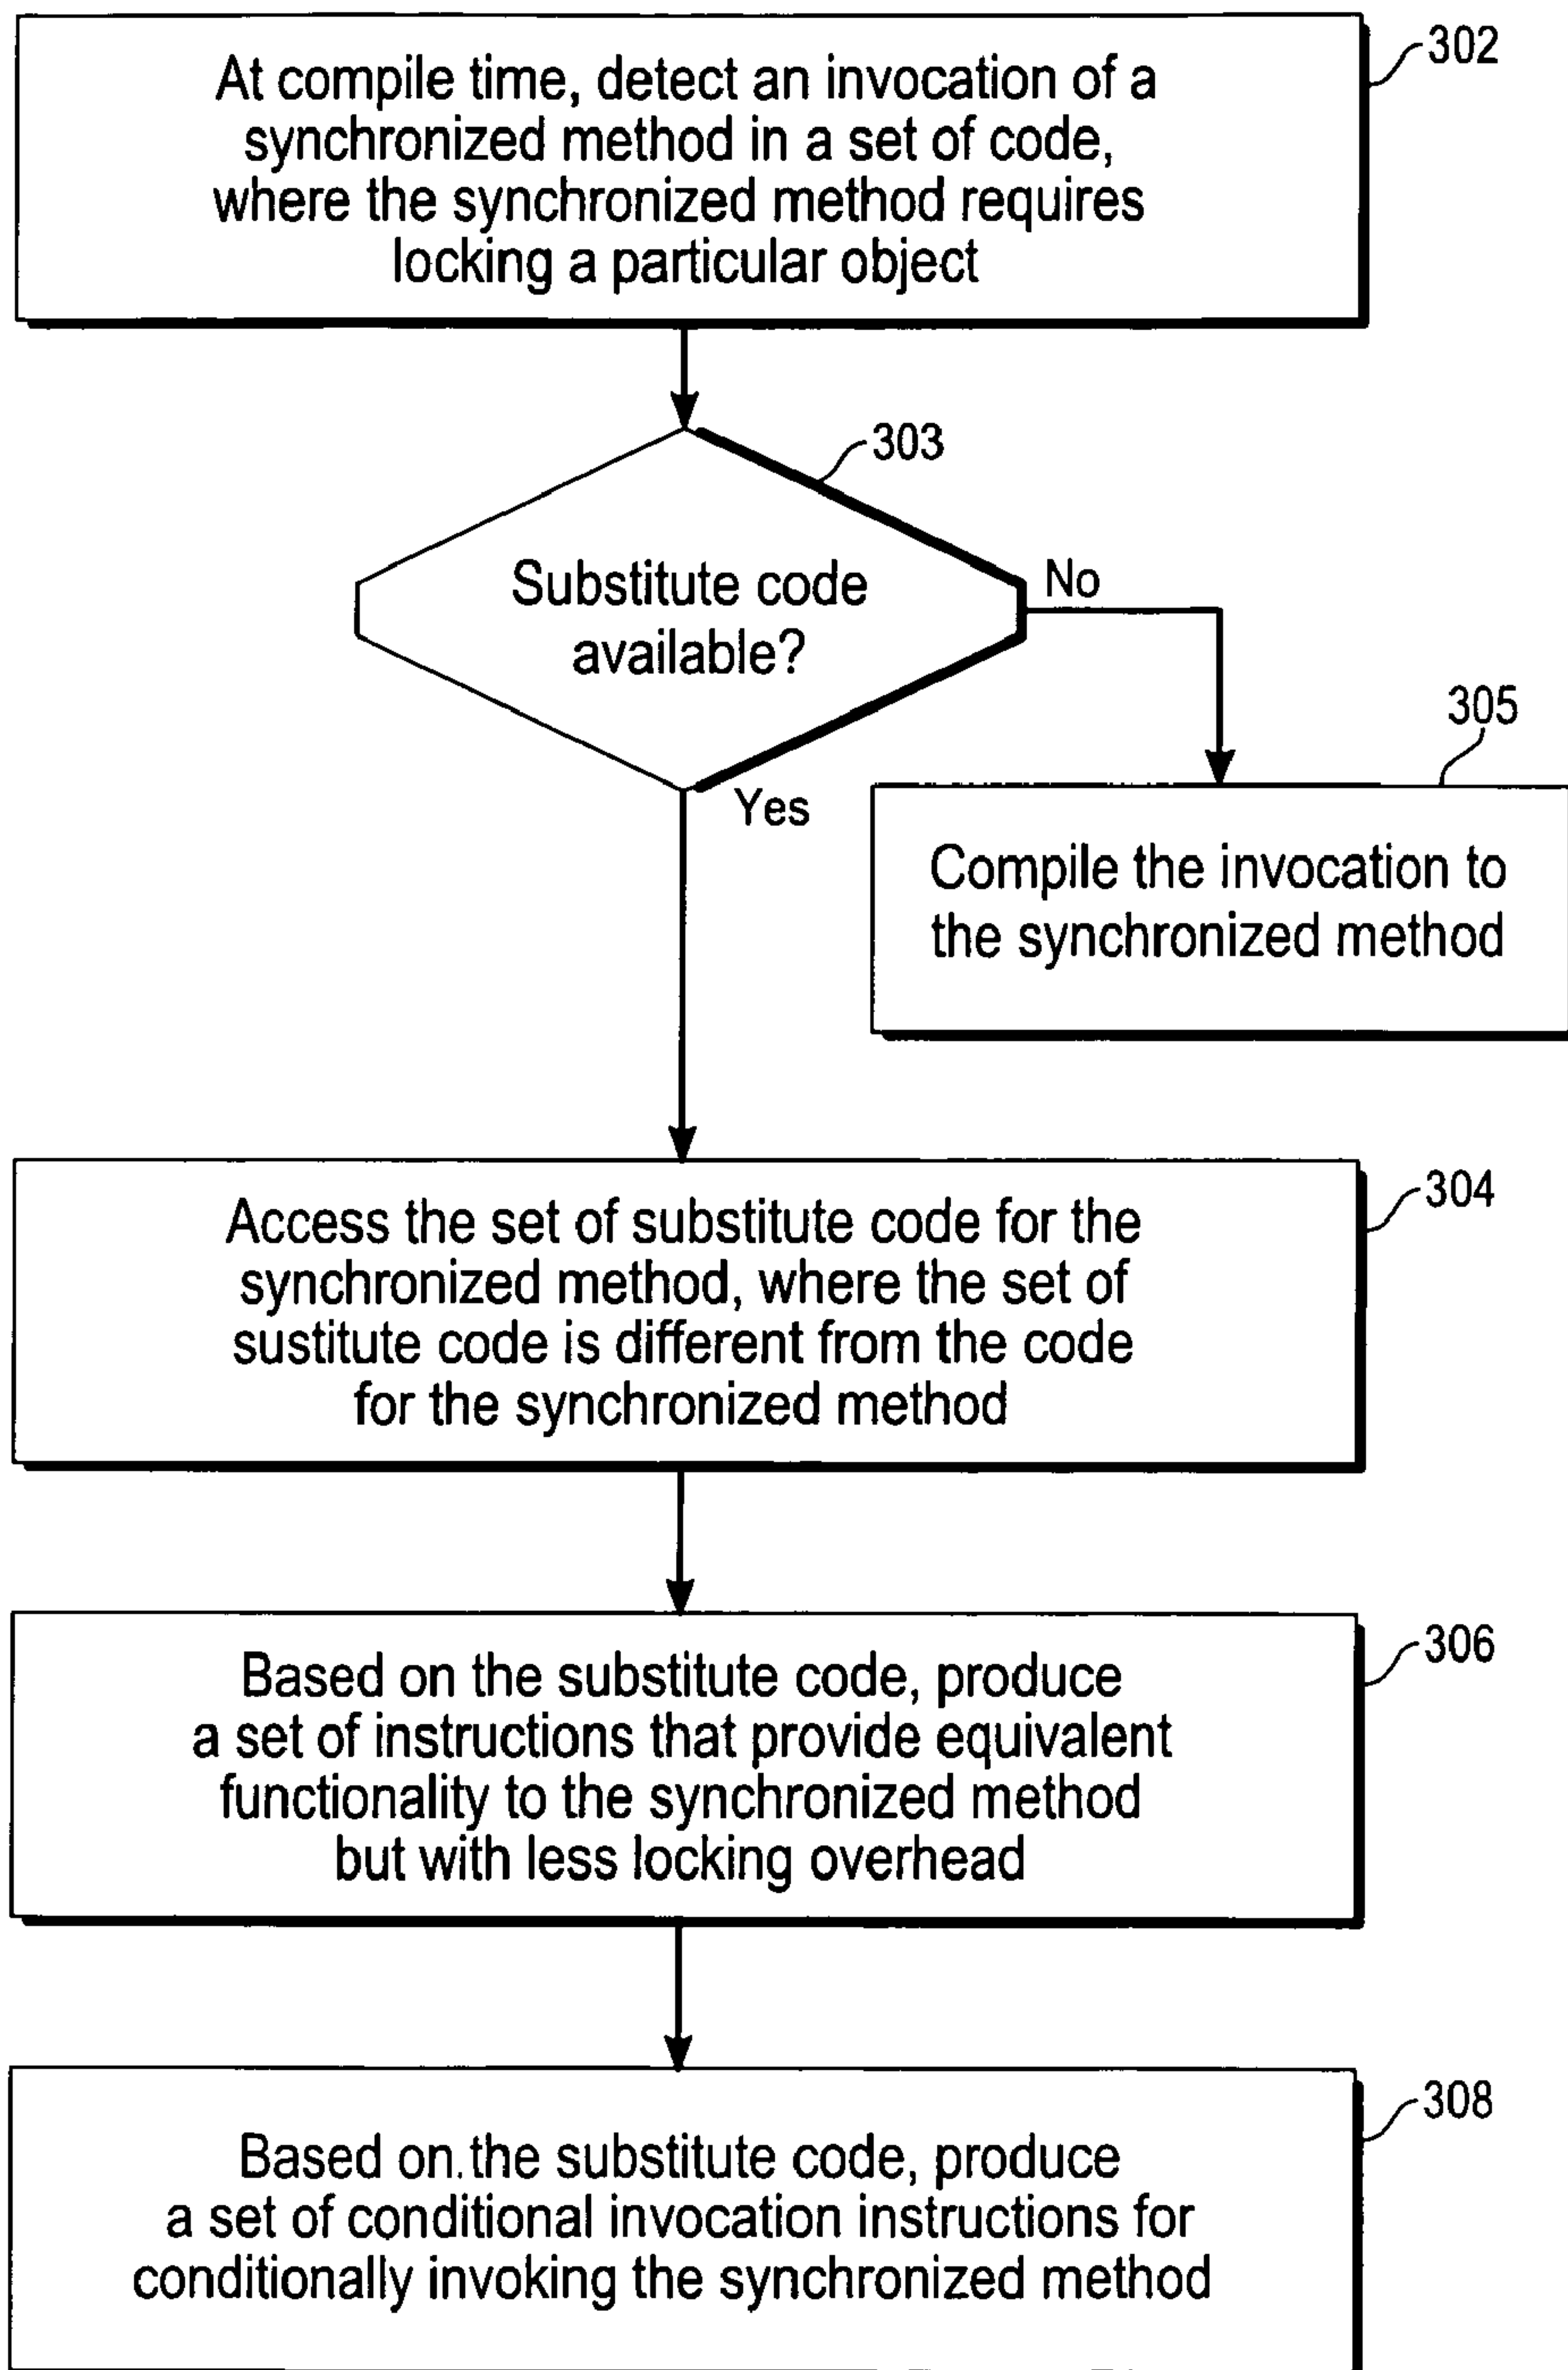 302
At compile time, detect an invocation of a
synchronized method in a set of code,
where the synchronized method requires
locking a particular object
303
Substitute code
available?
No
Yes
305
Compile the invocation to
the synchronized method
304
Access the set of substitute code for the
synchronized method, where the set of
sustitute code is different from the code
for the synchronized method
306
Based on the substitute code, produce
a set of instructions that provide equivalent
functionality to the synchronized method
but with less locking overhead
308
Based on the substitute code, produce
a set of conditional invocation instructions for
conditionally invoking the synchronized method